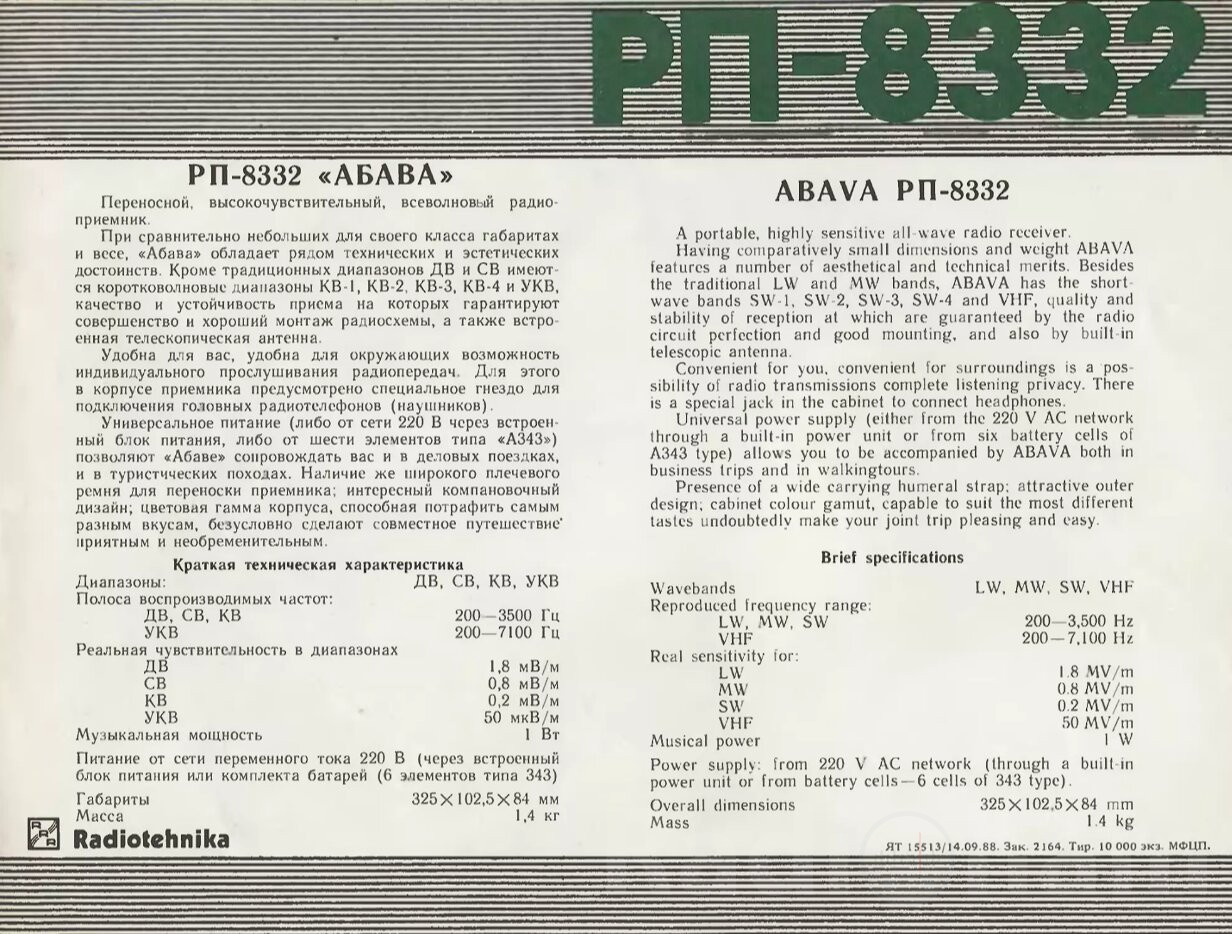 РП-8332
РП-8332 «АБАВА»
Переносной, высокочувствительный, всеволновый радио-
приемник.
При сравнительно небольших для своего класса габаритах
и весе, «Абава» обладает рядом технических и эстетических
достоинств. Кроме традиционных диапазонов ДВ и СВ имеют-
ся коротковолновые диапазоны КВ-1, КВ-2, КВ-3, КВ-4 и УКВ,
качество и устойчивость приема на которых гарантируют
совершенство и хороший монтаж радиосхемы, а также встро-
енная телескопическая антенна.
Удобна для вас, удобна для окружающих возможность
индивидуального прослушивания радиопередач. Для этого
в корпусе приемника предусмотрено специальное гнездо для
подключения головных радиотелефонов (наушников).
Универсальное питание (либо от сети 220 В через встроен-
ный блок питания, либо от шести элементов типа «А343»)
позволяют «Абаве» сопровождать вас и в деловых поездках,
и в туристических походах. Наличие же широкого плечевого
ремня для переноски приемника; интересный компановочный
дизайн; цветовая гамма корпуса, способная потрафить самым
разным вкусам, безусловно сделают совместное путешествие
приятным и необременительным.
Краткая техническая характеристика
Диапазоны: ДВ, СВ, КВ, УКВ
Полоса воспроизводимых частот:
ДВ, СВ, КВ 200—3500 Гц
УКВ 200—7100 Гц
Реальная чувствительность в диапазонах
ДВ 1,8 мВ/м
СВ 0,8 мВ/м
КВ 0,2 мВ/м
УКВ 50 мкВ/м
Музыкальная мощность 1 Вт
Питание от сети переменного тока 220 В (через встроенный
блок питания или комплекта батарей (6 элементов типа 343)
Габариты 325×102,5×84 мм
Масса 1,4 кг
RRR Radiotehnika
ABAVA РП-8332
A portable, highly sensitive all-wave radio receiver.
Having comparatively small dimensions and weight ABAVA
features a number of aesthetical and technical merits. Besides
the traditional LW and MW bands, ABAVA has the short-
wave bands SW-1, SW-2, SW-3, SW-4 and VHF, quality and
stability of reception at which are guaranteed by the radio
circuit perfection and good mounting, and also by built-in
telescopic antenna.
Convenient for you, convenient for surroundings is a pos-
sibility of radio transmissions complete listening privacy. There
is a special jack in the cabinet to connect headphones.
Universal power supply (either from the 220 V AC network
through a built-in power unit or from six battery cells of
A343 type) allows you to be accompanied by ABAVA both in
business trips and in walkingtours.
Presence of a wide carrying humeral strap; attractive outer
design; cabinet colour gamut, capable to suit the most different
tastes undoubtedly make your joint trip pleasing and easy.
Brief specifications
Wavebands LW, MW, SW, VHF
Reproduced frequency range:
LW, MW, SW 200—3,500 Hz
VHF 200—7,100 Hz
Real sensitivity for:
LW 1.8 MV/m
MW 0.8 MV/m
SW 0.2 MV/m
VHF 50 MV/m
Musical power 1 W
Power supply: from 220 V AC network (through a built-in
power unit or from battery cells—6 cells of 343 type).
Overall dimensions 325×102,5×84 mm
Mass 1.4 kg
ЯТ 15513/14.09.88. Зак. 2164. Тир. 10 000 экз. МФЦП.